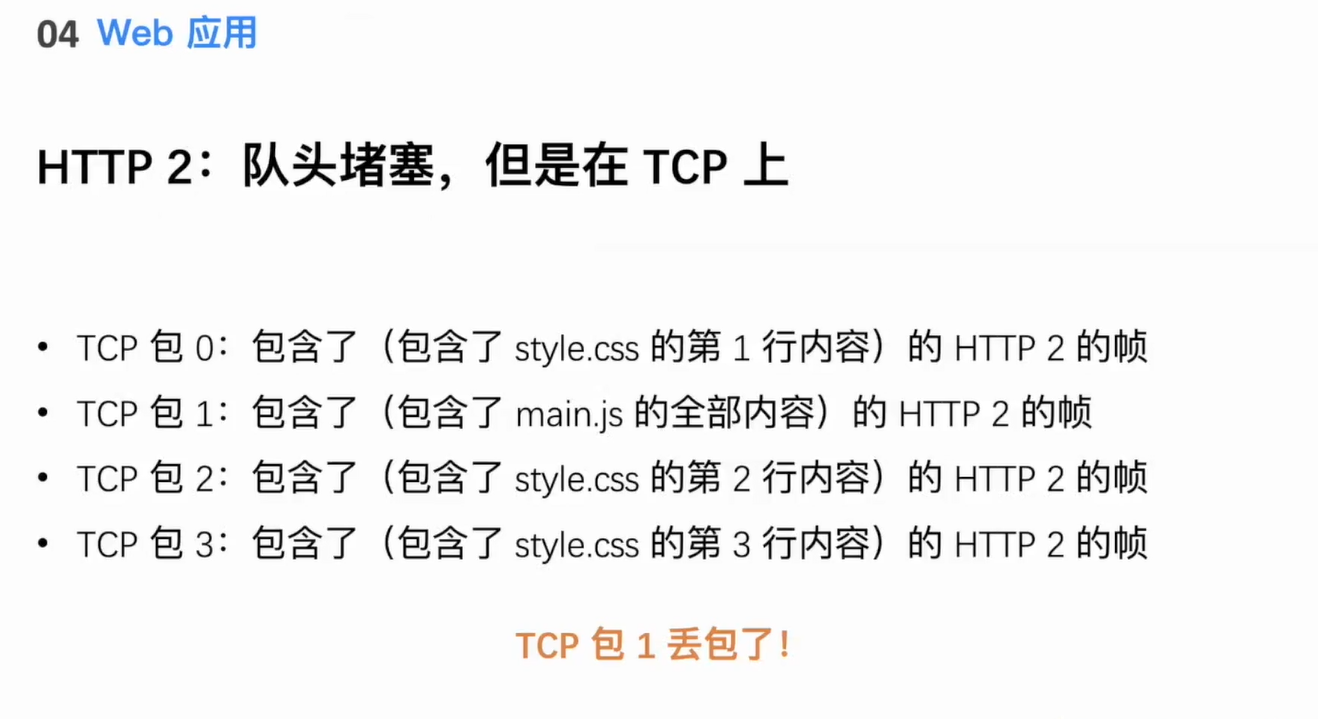 04 Web 应用
HTTP 2：队头堵塞，但是在 TCP 上
• TCP 包 0：包含了（包含了 style.css 的第 1 行内容）的 HTTP 2 的帧
• TCP 包 1：包含了（包含了 main.js 的全部内容）的 HTTP 2 的帧
• TCP 包 2：包含了（包含了 style.css 的第 2 行内容）的 HTTP 2 的帧
• TCP 包 3：包含了（包含了 style.css 的第 3 行内容）的 HTTP 2 的帧
TCP 包 1 丢包了！